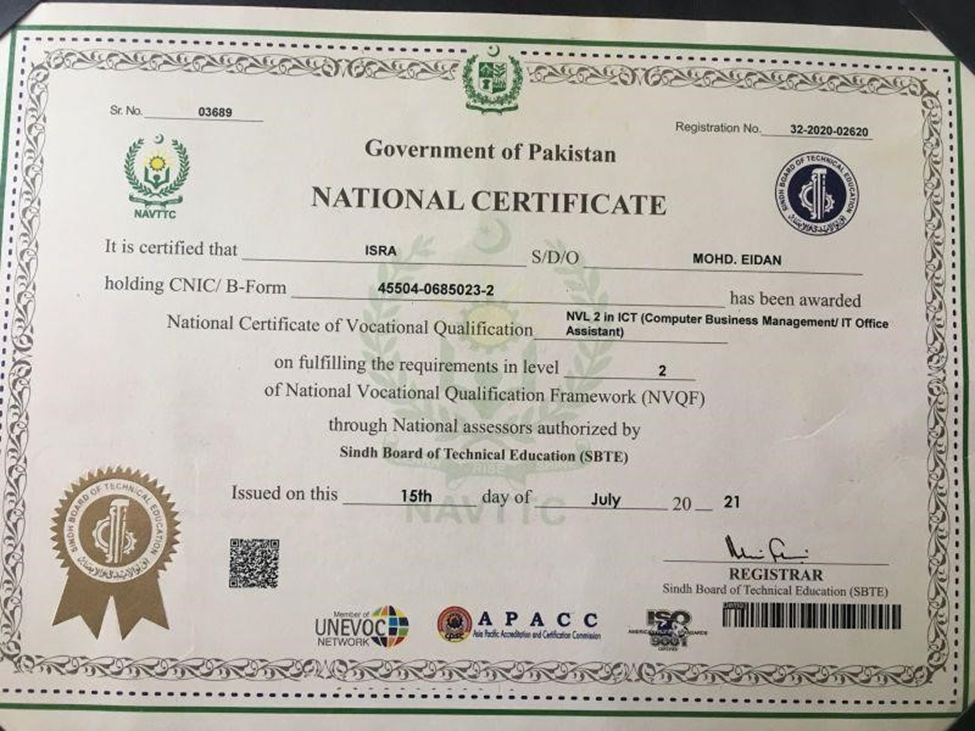 Sr. No. 03689
Registration No. 32-2020-02620
Government of Pakistan
NATIONAL CERTIFICATE
NAVTTC
SINDH BOARD OF TECHNICAL EDUCATION
It is certified that ISRA S/D/O MOHD. EIDAN
holding CNIC/ B-Form 45504-0685023-2 has been awarded
National Certificate of Vocational Qualification NVL 2 in ICT (Computer Business Management/ IT Office
Assistant)
on fulfilling the requirements in level 2
of National Vocational Qualification Framework (NVQF)
through National assessors authorized by
Sindh Board of Technical Education (SBTE)
RISE
NAVTTC
Issued on this 15th day of July 20 21
SINDH BOARD OF TECHNICAL EDUCATION
REGISTRAR
Sindh Board of Technical Education (SBTE)
Member of
UNEVOC
NETWORK
cpsc
APACC
Asia Pacific Accreditation and Certification Commission
ISO
9001